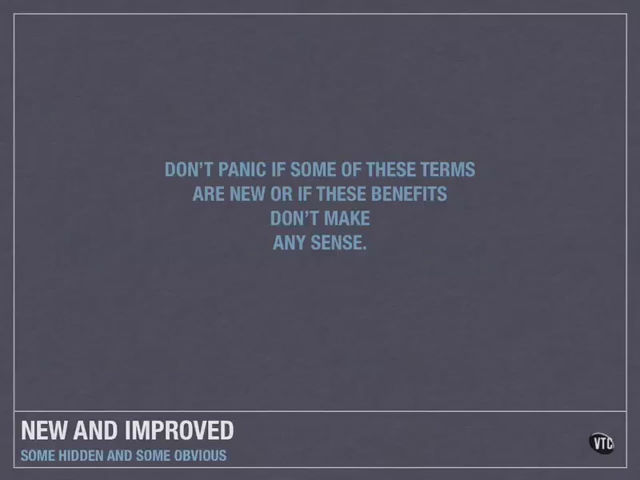 DON'T PANIC IF SOME OF THESE TERMS
ARE NEW OR IF THESE BENEFITS
DON'T MAKE
ANY SENSE.
NEW AND IMPROVED
SOME HIDDEN AND SOME OBVIOUS
VTC